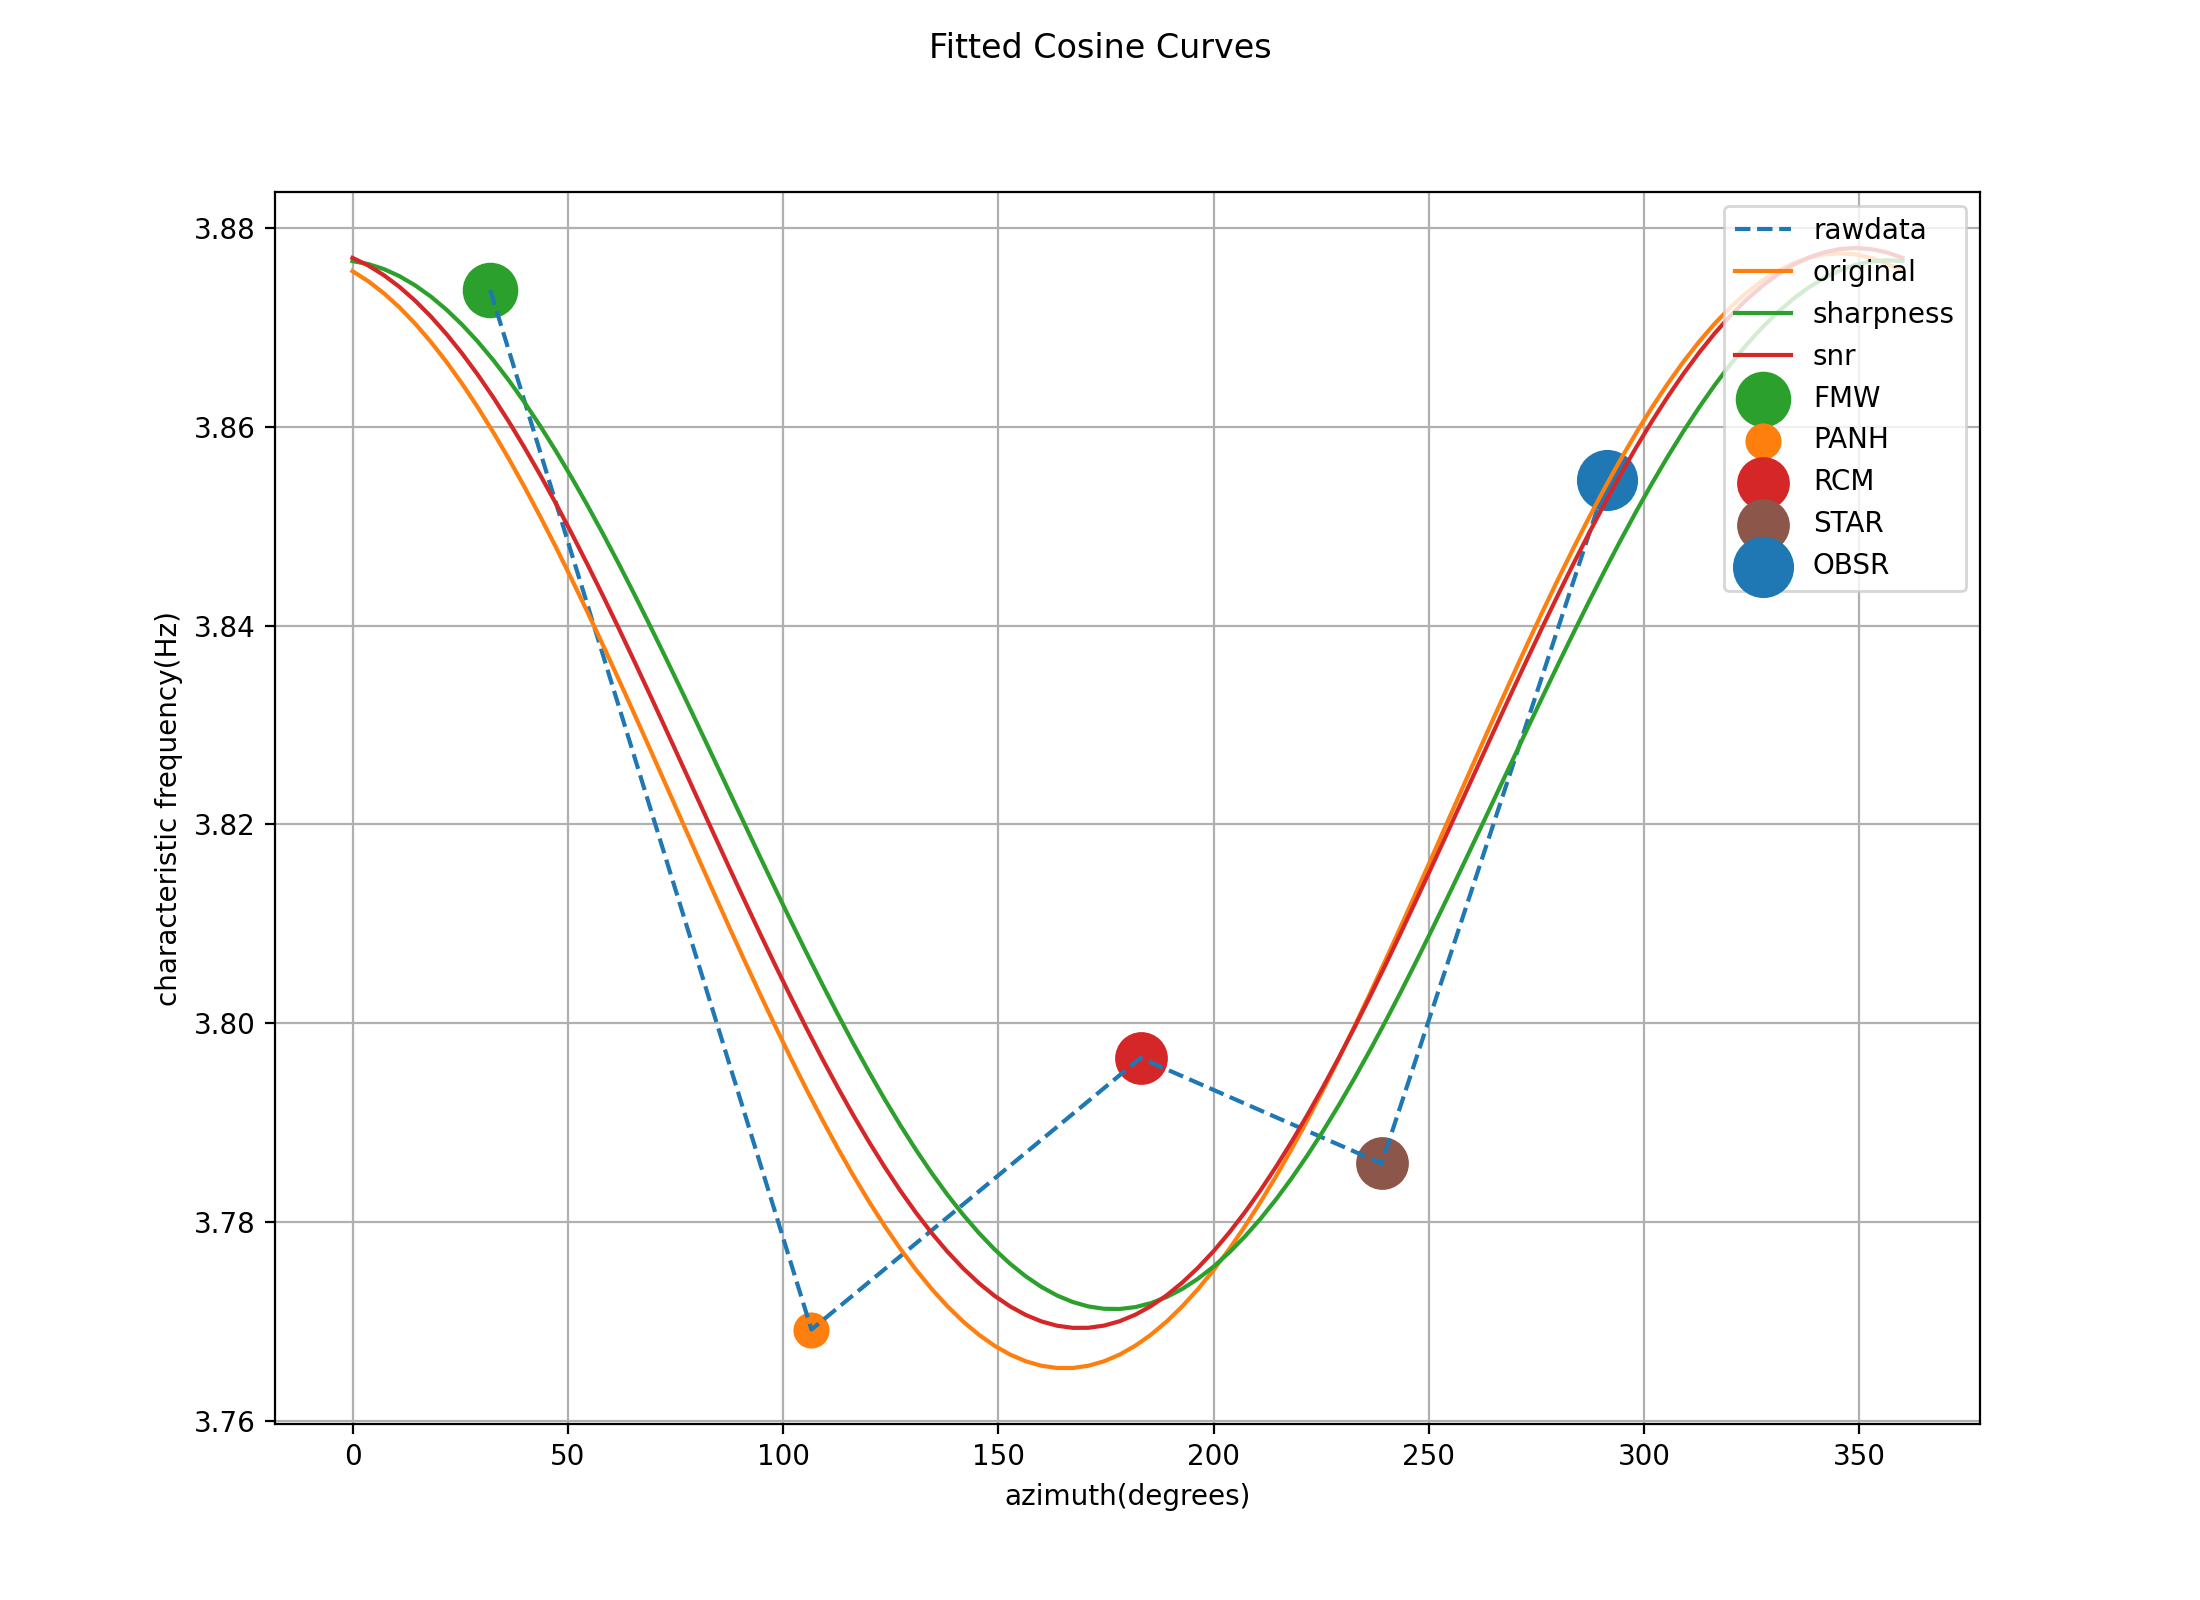 Fitted Cosine Curves
3.88
3.86
3.84
3.82
3.80
3.78
3.76
characteristic frequency(Hz)
rawdata
original
sharpness
snr
FMW
PANH
RCM
STAR
OBSR
0 50 100 150 200 250 300 350
azimuth(degrees)